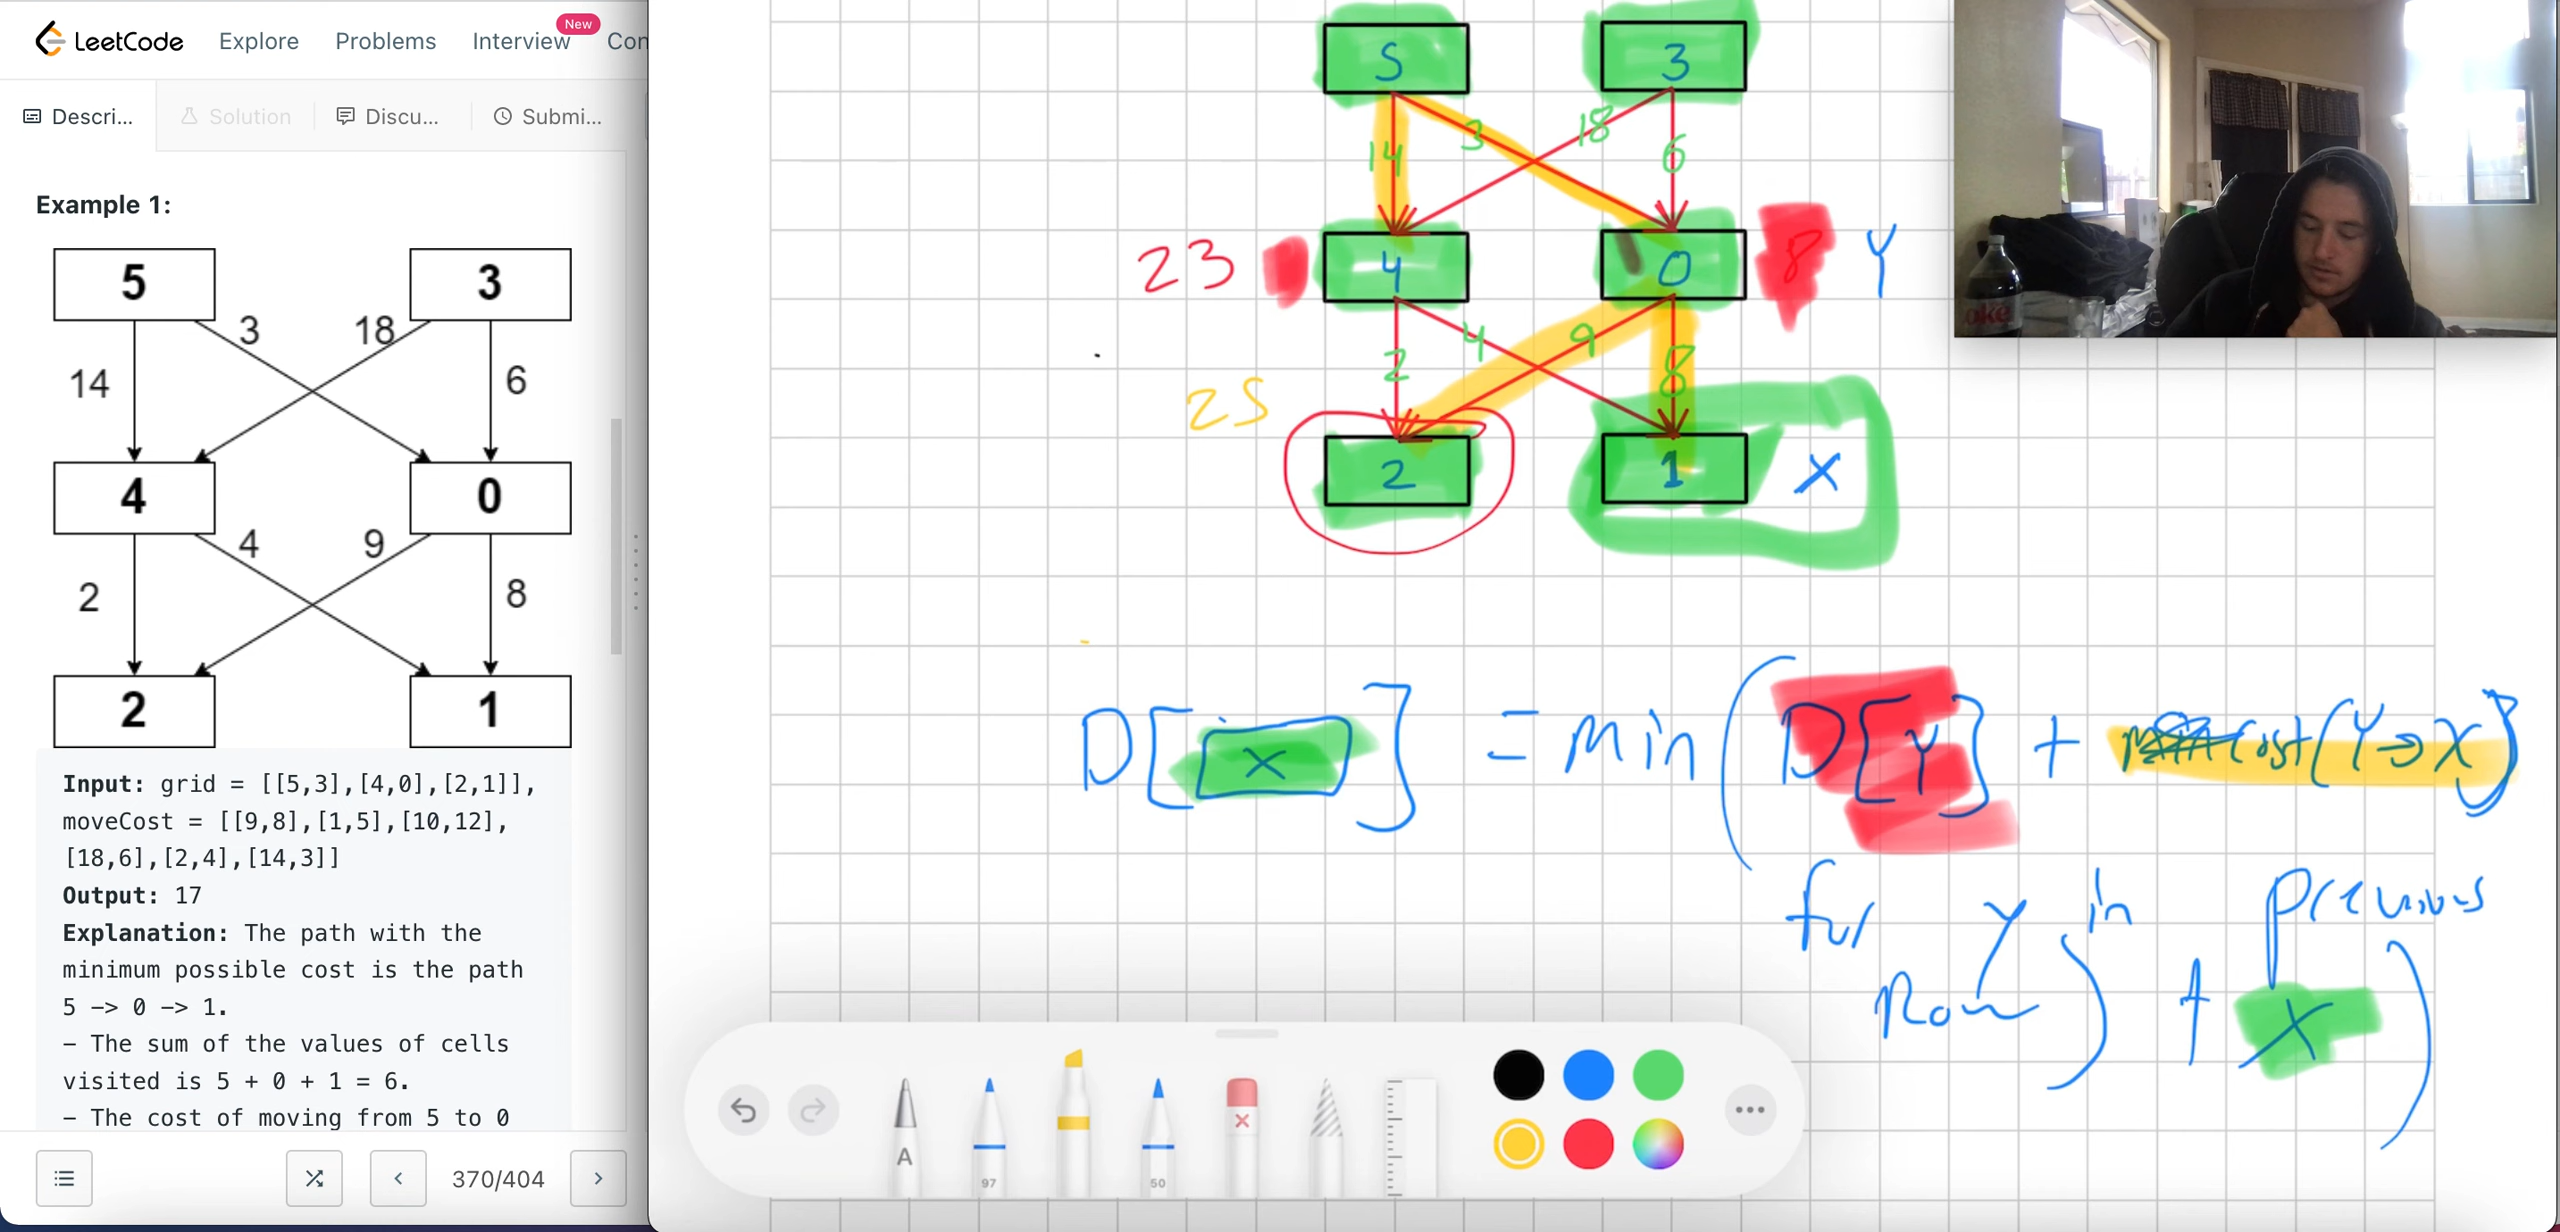 LeetCode
Explore
Problems
Interview
New
Con
Descri...
Solution
Discu...
Submi...
Example 1:
5
3
3
18
14
6
4
0
4
9
2
8
2
1
Input: grid = [[5,3],[4,0],[2,1]],
moveCost = [[9,8],[1,5],[10,12],
[18,6],[2,4],[14,3]]
Output: 17
Explanation: The path with the
minimum possible cost is the path
5 -> 0 -> 1.
- The sum of the values of cells
visited is 5 + 0 + 1 = 6.
- The cost of moving from 5 to 0
370/404
5
3
14
3
18
6
23
4
0
8
Y
2
4
9
8
25
2
1
X
D[x] = min(D[Y] + cost(Y→X)
for Y in previous
Row) + X)
A
97
50
oke